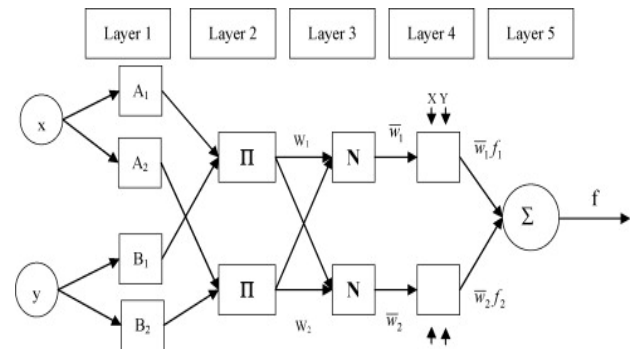 Layer 1 Layer 2 Layer 3 Layer 4 Layer 5
X Y
A₁
x
W₁
w̅₁
w̅₁f₁
Π
N
A₂
f
Σ
B₁
y
Π
N
w̅₂f₂
B₂
W₂
w̅₂